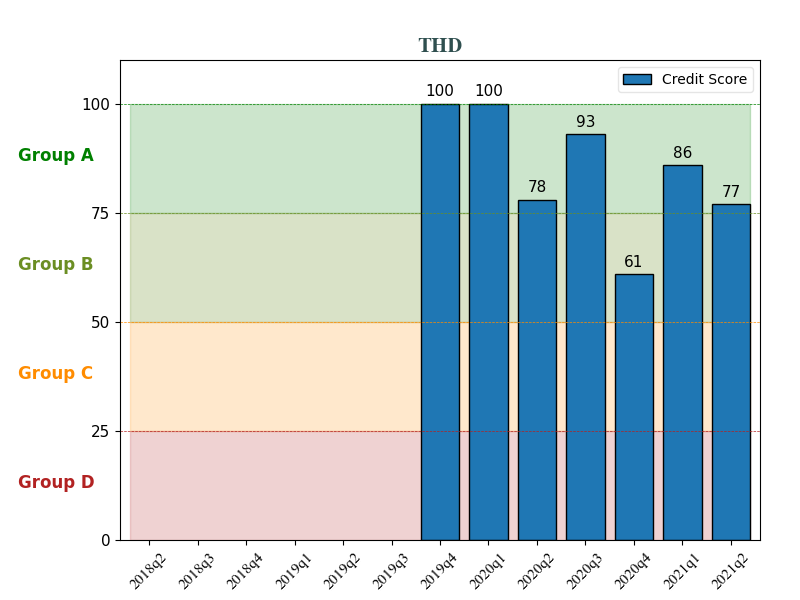 THD
Credit Score
100
100
100
Group A
93
86
78
77
75
Group B
61
50
Group C
25
Group D
0
2018q2
2018q3
2018q4
2019q1
2019q2
2019q3
2019q4
2020q1
2020q2
2020q3
2020q4
2021q1
2021q2